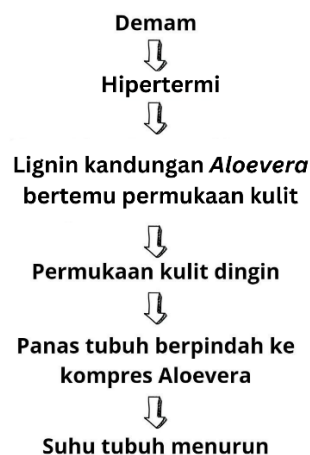 Demam
Hipertermi
Lignin kandungan Aloevera
bertemu permukaan kulit
Permukaan kulit dingin
Panas tubuh berpindah ke
kompres Aloevera
Suhu tubuh menurun